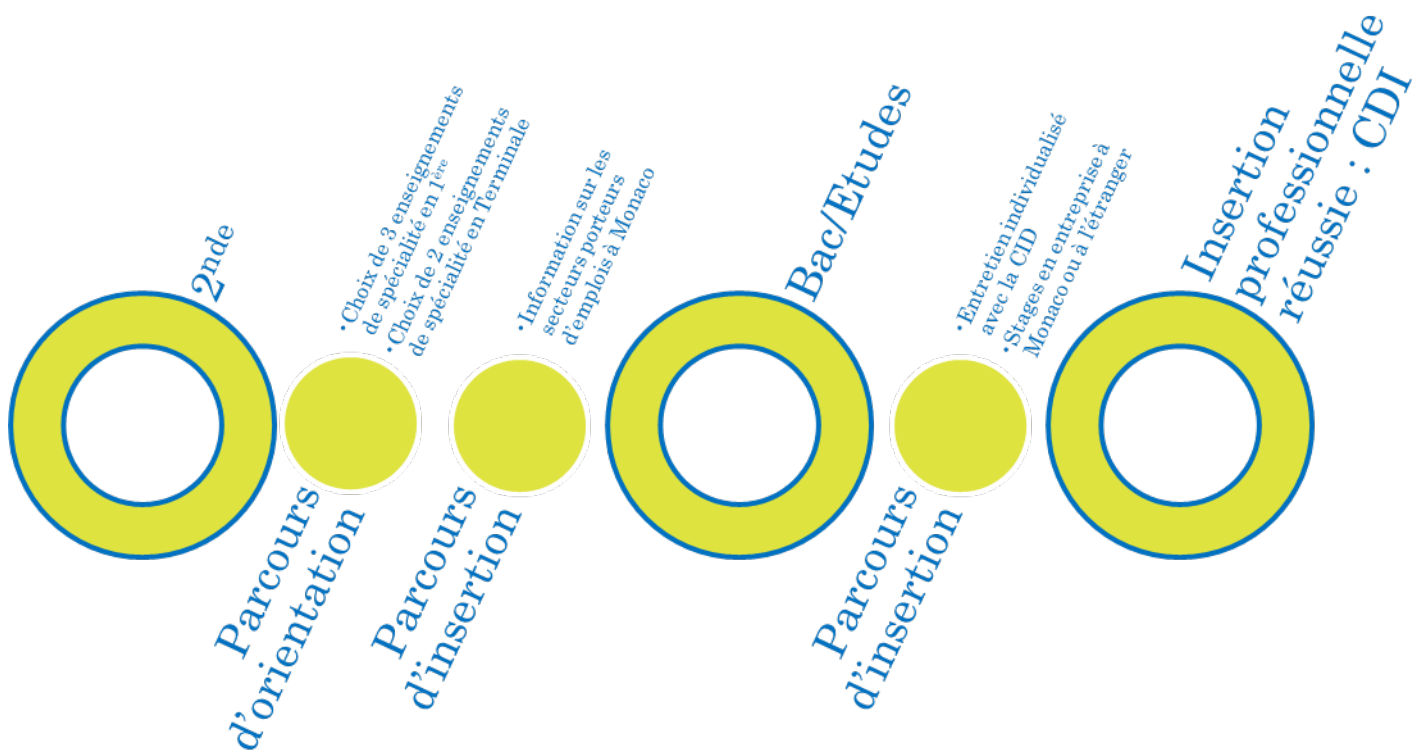 2nde
•Choix de 3 enseignements
de spécialité en 1ère
•Choix de 2 enseignements
de spécialité en Terminale
Parcours
d'orientation
•Information sur les
secteurs porteurs
d'emplois à Monaco
Parcours
d'insertion
Bac/Etudes
•Entretien individualisé
avec la CID
•Stages en entreprise à
Monaco ou à l'étranger
Parcours
d'insertion
Insertion
professionnelle
réussie : CDI